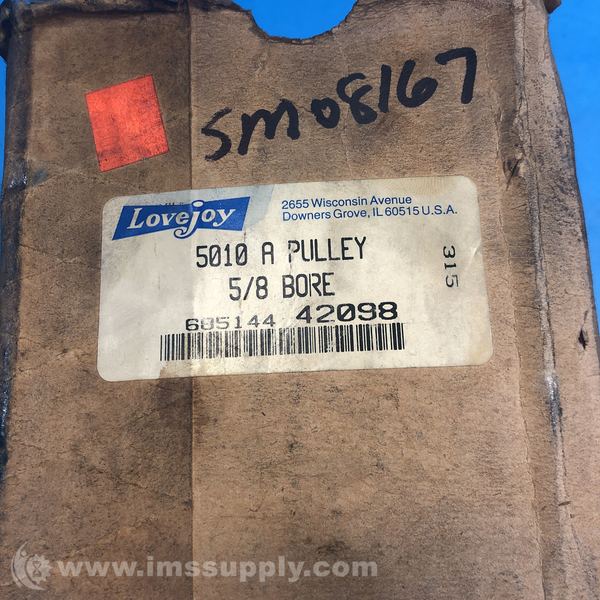 SM08167
Lovejoy
2655 Wisconsin Avenue
Downers Grove, IL 60515 U.S.A.
5010 A PULLEY
5/8 BORE
315
685144 42098
www.imssupply.com